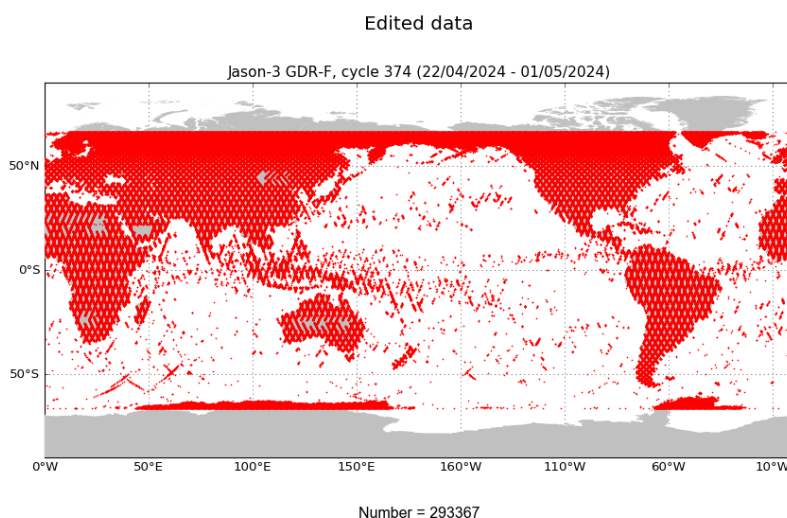 Edited data
Jason-3 GDR-F, cycle 374 (22/04/2024 - 01/05/2024)
50°N
0°S
50°S
0°W 50°E 100°E 150°E 160°W 110°W 60°W 10°W
Number = 293367